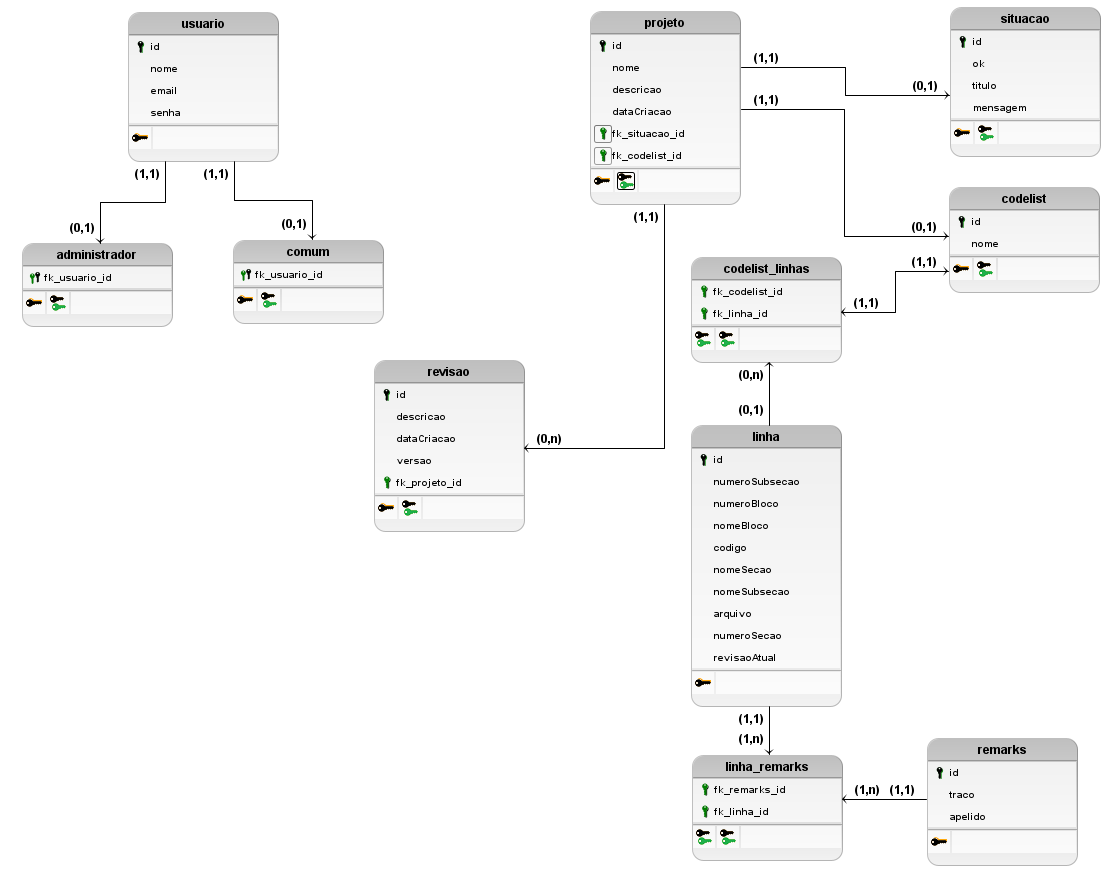 usuario
id
nome
email
senha
(1,1)
(1,1)
(0,1)
(0,1)
administrador
fk_usuario_id
comum
fk_usuario_id
projeto
id
nome
descricao
dataCriacao
fk_situacao_id
fk_codelist_id
(1,1)
(1,1)
(1,1)
(0,1)
situacao
id
ok
titulo
mensagem
(0,1)
codelist
id
nome
(1,1)
(1,1)
codelist_linhas
fk_codelist_id
fk_linha_id
(0,n)
(0,1)
revisao
id
descricao
dataCriacao
versao
fk_projeto_id
(0,n)
linha
id
numeroSubsecao
numeroBloco
nomeBloco
codigo
nomeSecao
nomeSubsecao
arquivo
numeroSecao
revisaoAtual
(1,1)
(1,n)
linha_remarks
fk_remarks_id
fk_linha_id
(1,n) (1,1)
remarks
id
traco
apelido